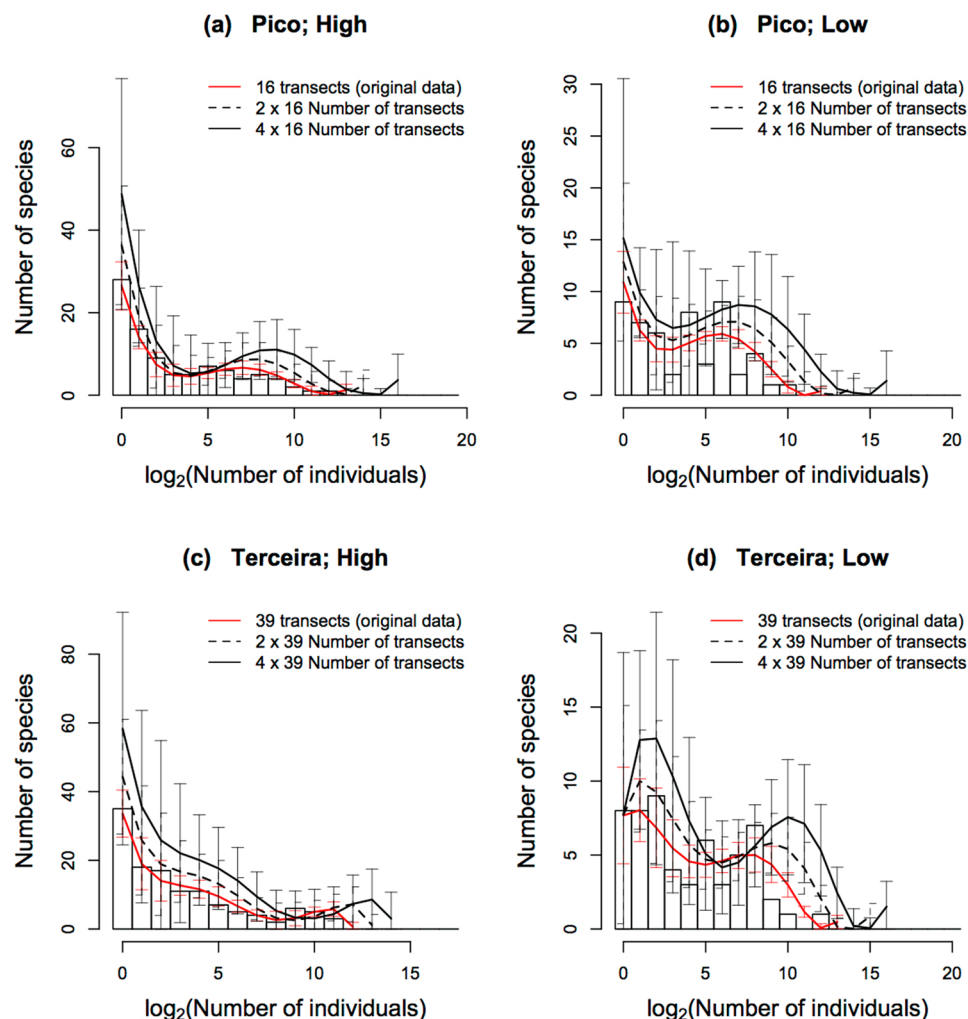 (a) Pico; High
16 transects (original data)
2 x 16 Number of transects
4 x 16 Number of transects
Number of species
60
40
20
0
0 5 10 15 20
log₂(Number of individuals)
(b) Pico; Low
16 transects (original data)
2 x 16 Number of transects
4 x 16 Number of transects
Number of species
30
25
20
15
10
5
0
0 5 10 15 20
log₂(Number of individuals)
(c) Terceira; High
39 transects (original data)
2 x 39 Number of transects
4 x 39 Number of transects
Number of species
80
60
40
20
0
0 5 10 15
log₂(Number of individuals)
(d) Terceira; Low
39 transects (original data)
2 x 39 Number of transects
4 x 39 Number of transects
Number of species
20
15
10
5
0
0 5 10 15 20
log₂(Number of individuals)